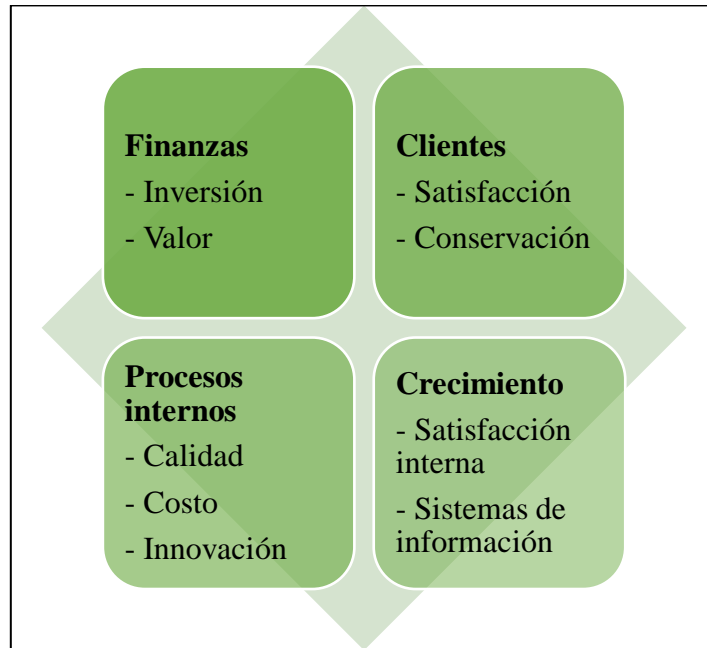 Finanzas
- Inversión
- Valor
Clientes
- Satisfacción
- Conservación
Procesos
internos
- Calidad
- Costo
- Innovación
Crecimiento
- Satisfacción
interna
- Sistemas de
información